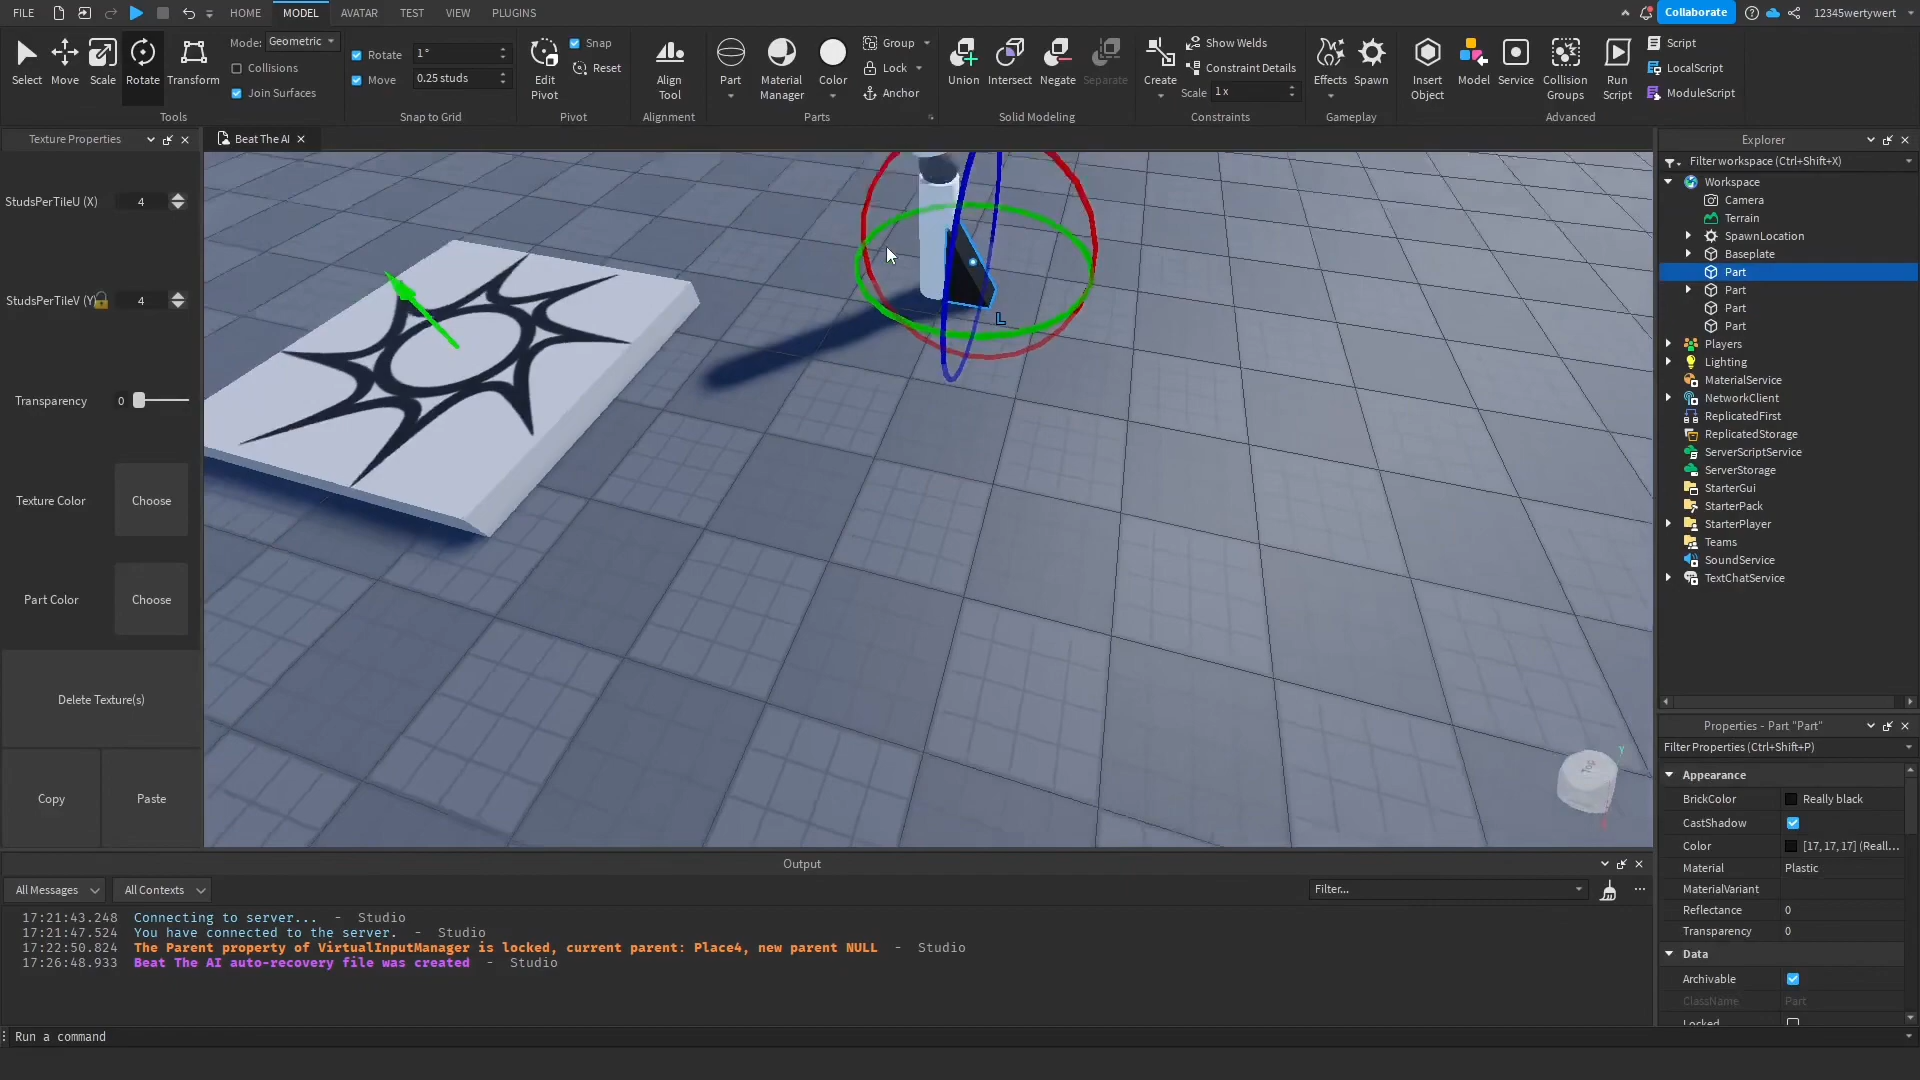 FILE HOME MODEL AVATAR TEST VIEW PLUGINS Collaborate 12345wertywert
Select Move Scale Rotate Transform
Mode: Geometric
Collisions
Join Surfaces
Tools
Rotate 1°
Move 0.25 studs
Snap to Grid
Edit Pivot
Snap
Reset
Pivot
Align Tool
Alignment
Part
Material Manager
Color
Group
Lock
Anchor
Parts
Union Intersect Negate Separate
Solid Modeling
Create
Show Welds
Constraint Details
Scale 1 x
Constraints
Effects Spawn
Gameplay
Insert Object
Model
Service
Collision Groups
Run Script
Script
LocalScript
ModuleScript
Advanced
Texture Properties
Beat The AI
StudsPerTileU (X) 4
StudsPerTileV (Y) 4
Transparency 0
Texture Color Choose
Part Color Choose
Delete Texture(s)
Copy Paste
L
Top
Y
Explorer
Filter workspace (Ctrl+Shift+X)
Workspace
Camera
Terrain
SpawnLocation
Baseplate
Part
Part
Part
Part
Players
Lighting
MaterialService
NetworkClient
ReplicatedFirst
ReplicatedStorage
ServerScriptService
ServerStorage
StarterGui
StarterPack
StarterPlayer
Teams
SoundService
TextChatService
Properties - Part "Part"
Filter Properties (Ctrl+Shift+P)
Appearance
BrickColor Really black
CastShadow
Color [17, 17, 17] (Reall...
Material Plastic
MaterialVariant
Reflectance 0
Transparency 0
Data
Archivable
ClassName Part
Locked
Output
All Messages All Contexts Filter...
17:21:43.248 Connecting to server... - Studio
17:21:47.524 You have connected to the server. - Studio
17:22:50.824 The Parent property of VirtualInputManager is locked, current parent: Place4, new parent NULL - Studio
17:26:48.933 Beat The AI auto-recovery file was created - Studio
Run a command